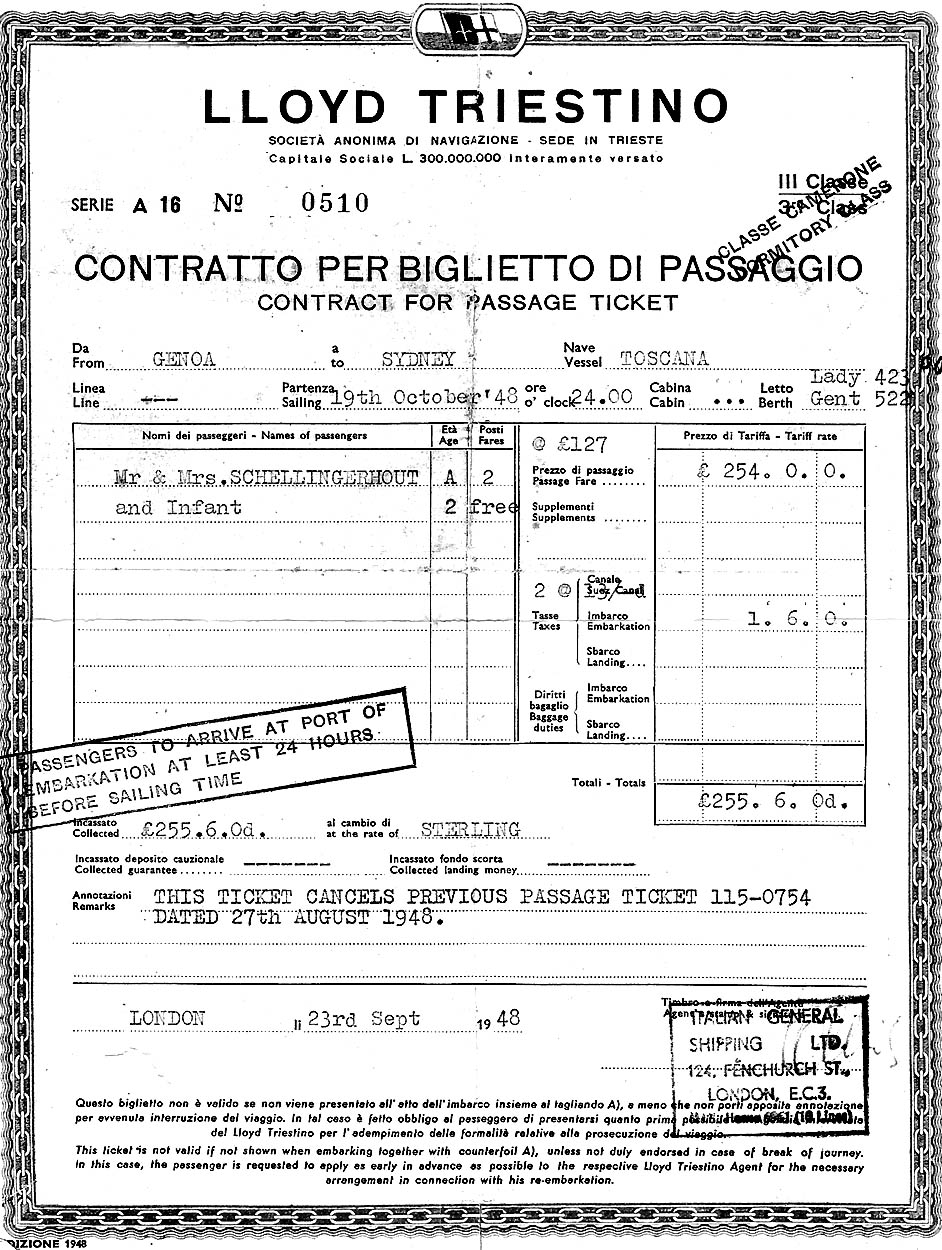 LLOYD TRIESTINO
SOCIETÀ ANONIMA DI NAVIGAZIONE - SEDE IN TRIESTE
Capitale Sociale L. 300.000.000 interamente versato
SERIE A 16 Nº 0510
III Classe
3rd Class
CLASSE CAMERONE
DORMITORY CLASS
CONTRATTO PER BIGLIETTO DI PASSAGGIO
CONTRACT FOR PASSAGE TICKET
Da
From GENOA
a
to SYDNEY
Nave
Vessel TOSCANA
Linea
Line ---
Partenza
Sailing 19th October '48
ore
o' clock 24.00
Cabina
Cabin ...
Letto
Berth
Lady 423
Gent 522
Nomi dei passeggeri - Names of passengers
Età
Age
Posti
Fares
@ £127
Prezzo di Tariffa - Tariff rate
Mr & Mrs. SCHELLINGERHOUT A 2
Prezzo di passaggio
Passage Fare ........
£ 254. 0. 0.
and Infant 2 free
Supplementi
Supplements ........
2 @ 13/-
Canale
Suez Canal
Tasse
Taxes
Imbarco
Embarkation
1. 6. 0.
Sbarco
Landing....
Diritti
bagaglio
Baggage
duties
Imbarco
Embarkation
Sbarco
Landing....
PASSENGERS TO ARRIVE AT PORT OF
EMBARKATION AT LEAST 24 HOURS
BEFORE SAILING TIME
Totali - Totals
£255. 6. 0d.
Incassato
Collected £255.6.0d.
al cambio di
at the rate of STERLING
Incassato deposito cauzionale
Collected guarantee ........ -------
Incassato fondo scorta
Collected landing money -------
Annotazioni
Remarks
THIS TICKET CANCELS PREVIOUS PASSAGE TICKET 115-0754
DATED 27th AUGUST 1948.
LONDON li 23rd Sept 1948
Timbro e firma dell'Agenzia
ITALIAN GENERAL
SHIPPING LTD.
124, FENCHURCH ST.,
LONDON, E.C.3.
Questo biglietto non è valido se non viene presentato all'atto dell'imbarco insieme al tagliando A), a meno che non porti apposita annotazione
per avvenuta interruzione del viaggio. In tal caso è fatto obbligo al passeggero di presentarsi quanto prima possibile
del Lloyd Triestino per l'adempimento delle formalità relative alla prosecuzione del viaggio.
This ticket is not valid if not shown when embarking together with counterfoil A), unless not duly endorsed in case of break of journey.
In this case, the passenger is requested to apply as early in advance as possible to the respective Lloyd Triestino Agent for the necessary
arrangement in connection with his re-embarkation.
DIZIONE 1948